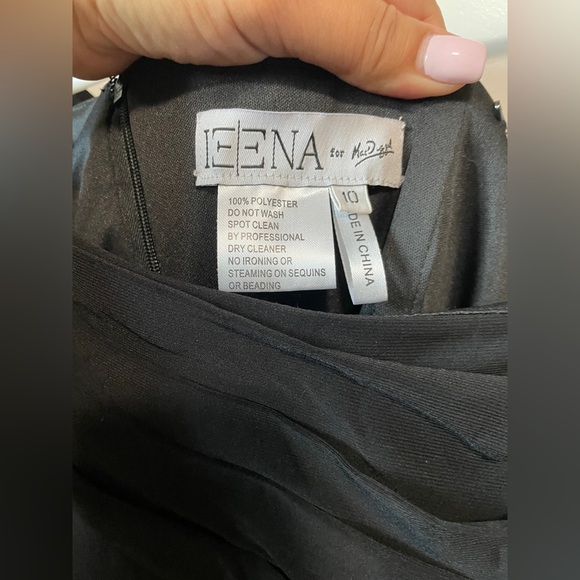 IEENA for Mac Duggal
10
100% POLYESTER
DO NOT WASH
SPOT CLEAN
BY PROFESSIONAL
DRY CLEANER
NO IRONING OR
STEAMING ON SEQUINS
OR BEADING
DE IN CHINA